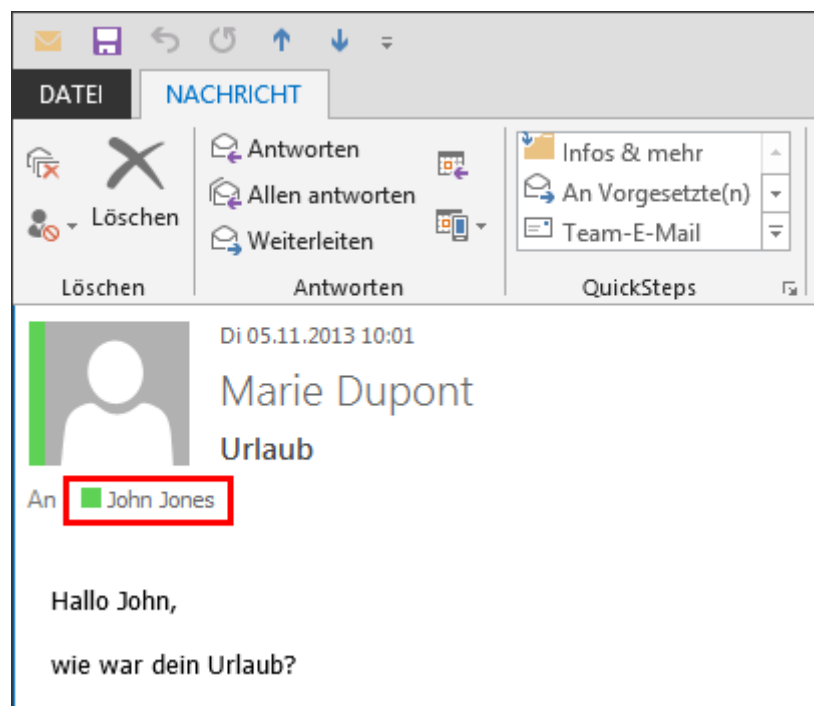 DATEI NACHRICHT
Antworten
Allen antworten
Weiterleiten
Löschen
Infos & mehr
An Vorgesetzte(n)
Team-E-Mail
Löschen Antworten QuickSteps
Di 05.11.2013 10:01
Marie Dupont
Urlaub
An John Jones
Hallo John,
wie war dein Urlaub?